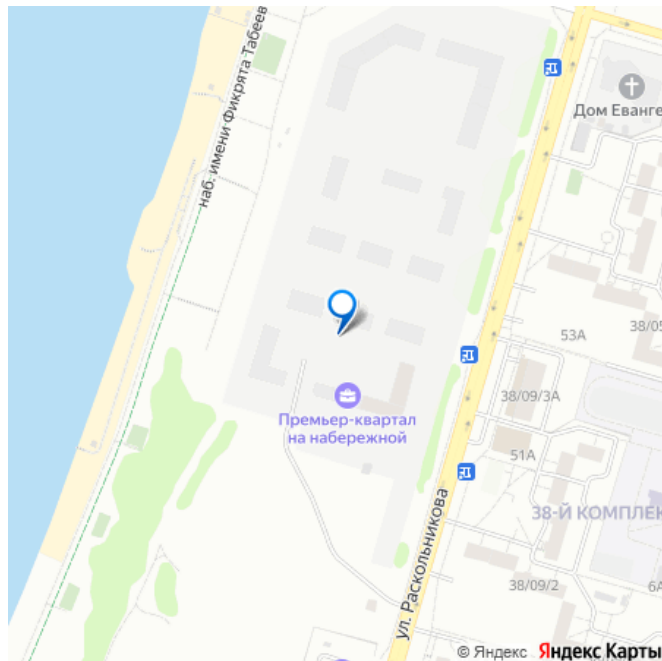 наб. имени Фикрята Табеев
Дом Еванге
53А
38/05
38/09/3А
Премьер-квартал
на набережной
51А
38-Й КОМПЛЕК
ул. Раскольникова
38/09/2
6А
© Яндекс Яндекс Карты